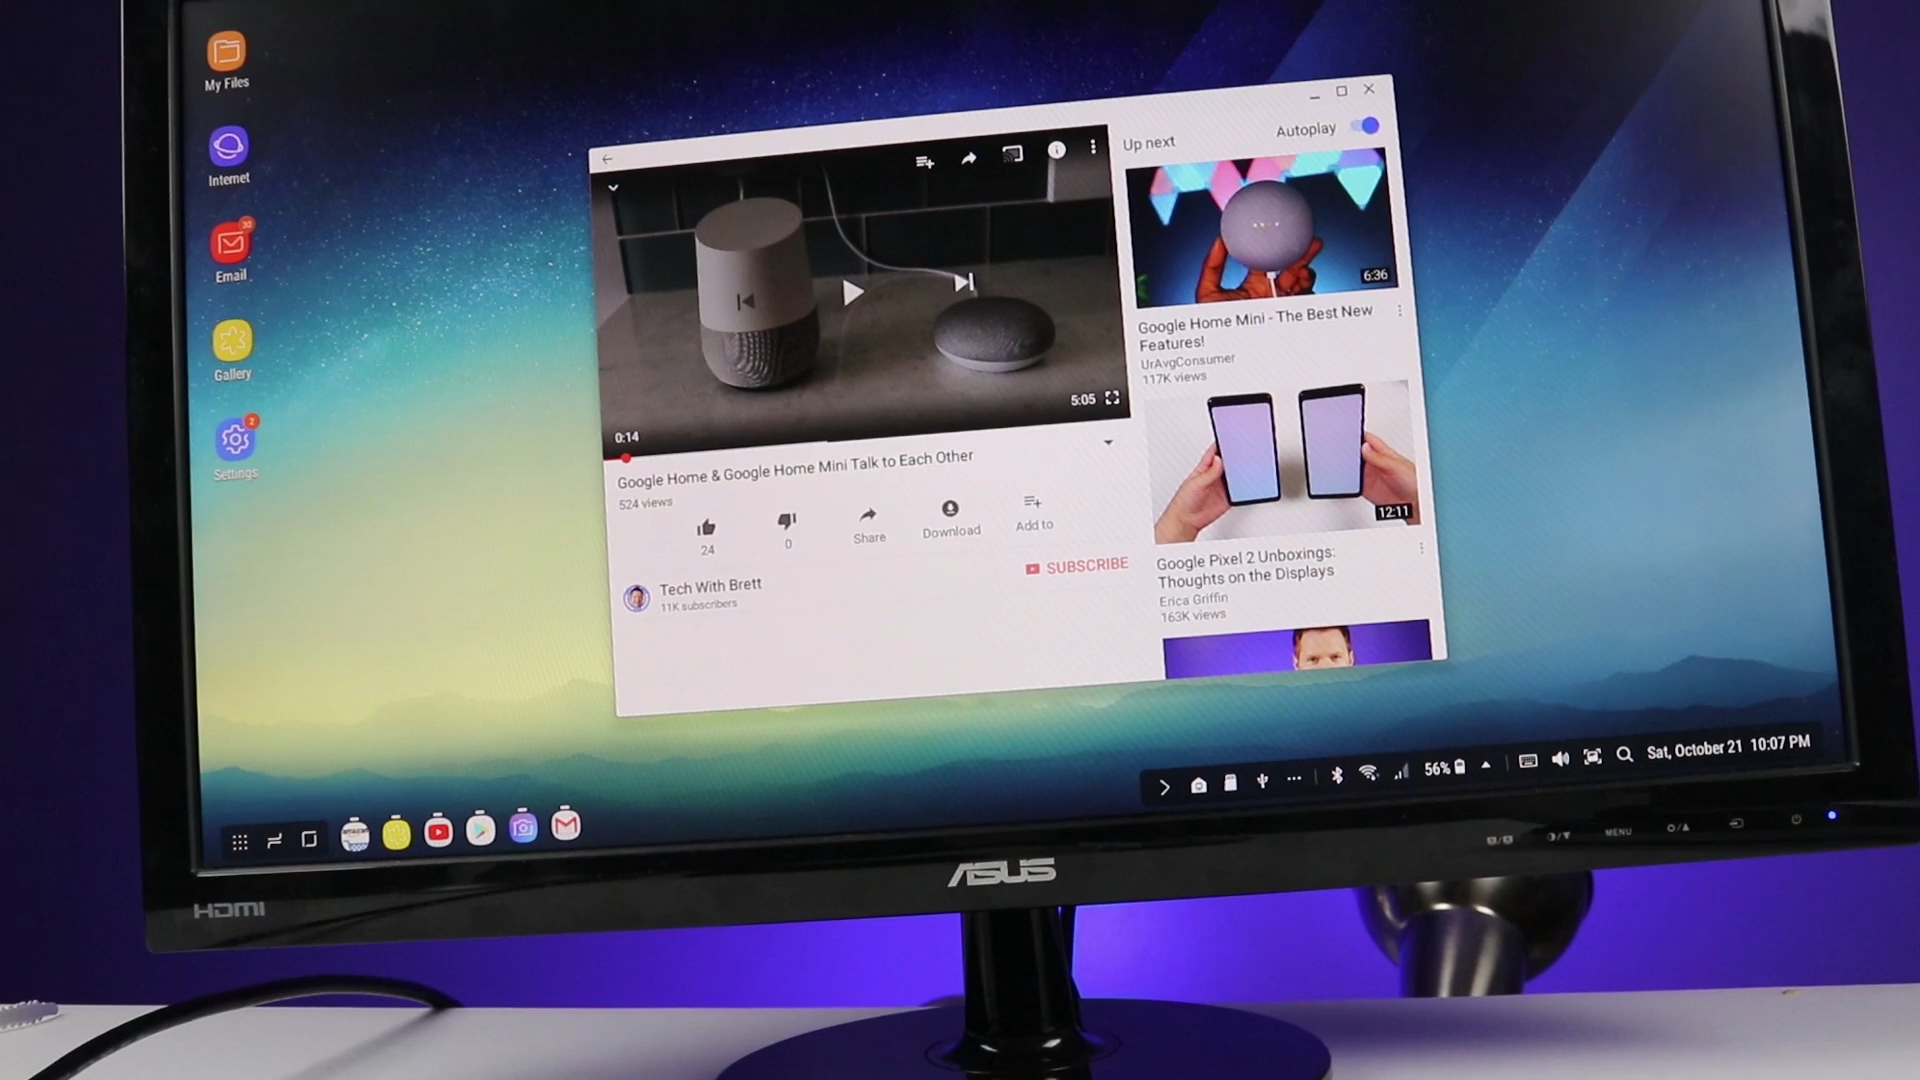 My Files
Internet
30
Email
Gallery
2
Settings
Up next
Autoplay
6:36
Google Home Mini - The Best New
Features!
UrAvgConsumer
117K views
12:11
Google Pixel 2 Unboxings:
Thoughts on the Displays
Erica Griffin
163K views
0:14
5:05
Google Home & Google Home Mini Talk to Each Other
524 views
24
0
Share
Download
Add to
Tech With Brett
11K subscribers
SUBSCRIBE
56%
Sat, October 21 10:07 PM
amazon
MENU
ASUS
HDMI